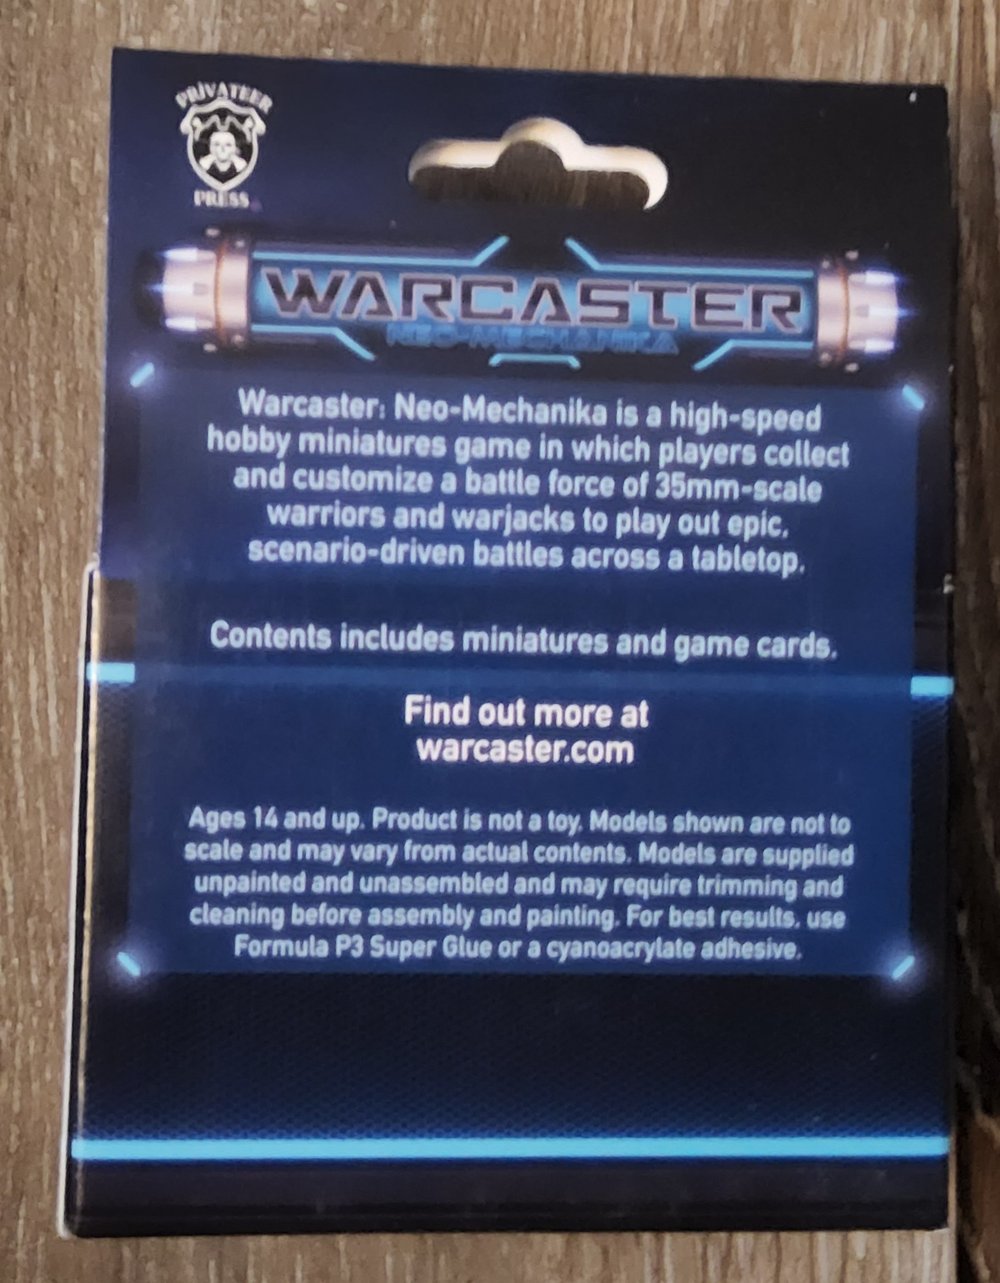 PRIVATEER
PRESS
WARCASTER
NEO-MECHANIKA
Warcaster: Neo-Mechanika is a high-speed
hobby miniatures game in which players collect
and customize a battle force of 35mm-scale
warriors and warjacks to play out epic,
scenario-driven battles across a tabletop.
Contents includes miniatures and game cards.
Find out more at
warcaster.com
Ages 14 and up. Product is not a toy. Models shown are not to
scale and may vary from actual contents. Models are supplied
unpainted and unassembled and may require trimming and
cleaning before assembly and painting. For best results, use
Formula P3 Super Glue or a cyanoacrylate adhesive.